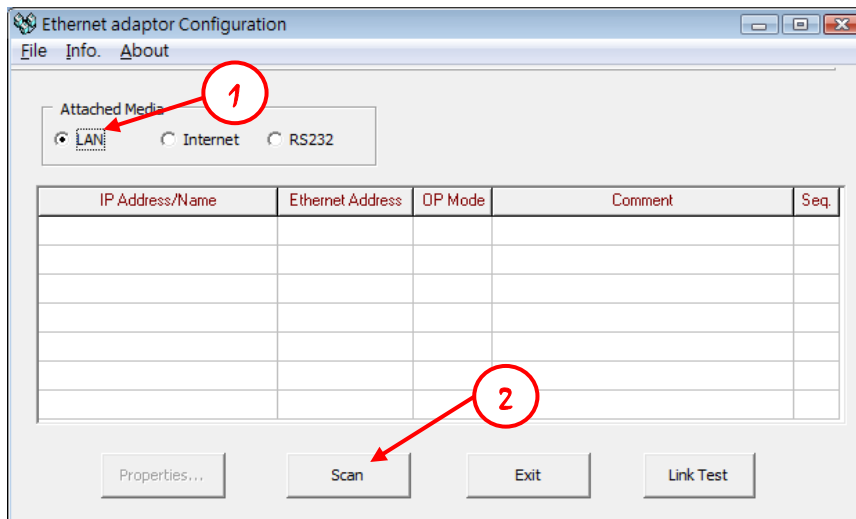 Ethernet adaptor Configuration
File Info. About
1
Attached Media
LAN Internet RS232
IP Address/Name Ethernet Address OP Mode Comment Seq.
2
Properties... Scan Exit Link Test